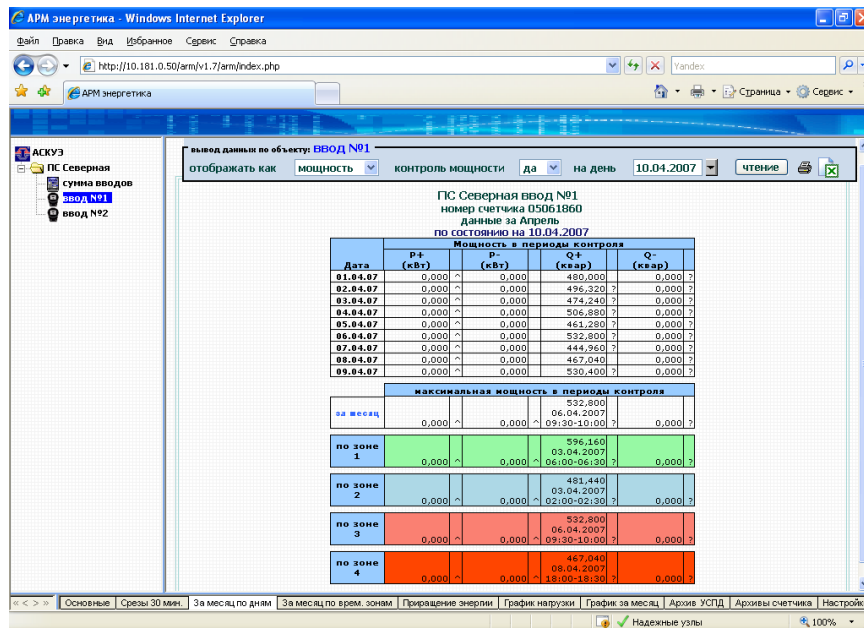 АРМ энергетика - Windows Internet Explorer
Файл Правка Вид Избранное Сервис Справка
http://10.181.0.50/arm/v1.7/arm/index.php Yandex
АРМ энергетика Страница Сервис
АСКУЭ
ПС Северная
сумма вводов
ввод №1
ввод №2
вывод данных по объекту: ВВОД №1
отображать как мощность контроль мощности да на день 10.04.2007 чтение
ПС Северная ввод №1
номер счетчика 05061860
данные за Апрель
по состоянию на 10.04.2007
Мощность в периоды контроля
Дата P+ (кВт) P- (кВт) Q+ (квар) Q- (квар)
01.04.07 0,000 ^ 0,000 480,000 0,000 ?
02.04.07 0,000 ^ 0,000 496,320 ? 0,000 ?
03.04.07 0,000 ^ 0,000 474,240 ? 0,000 ?
04.04.07 0,000 ^ 0,000 506,880 ? 0,000 ?
05.04.07 0,000 ^ 0,000 461,280 ? 0,000 ?
06.04.07 0,000 ^ 0,000 532,800 ? 0,000 ?
07.04.07 0,000 ^ 0,000 444,960 ? 0,000 ?
08.04.07 0,000 ^ 0,000 467,040 0,000 ?
09.04.07 0,000 ^ 0,000 530,400 ? 0,000 ?
максимальная мощность в периоды контроля
за месяц 0,000 ^ 0,000 ^ 532,800 06.04.2007 09:30-10:00 ? 0,000 ?
по зоне 1 0,000 ^ 0,000 ^ 596,160 03.04.2007 06:00-06:30 ? 0,000 ?
по зоне 2 0,000 ^ 0,000 ^ 481,440 03.04.2007 02:00-02:30 ? 0,000 ?
по зоне 3 0,000 ^ 0,000 ^ 532,800 06.04.2007 09:30-10:00 ? 0,000 ?
по зоне 4 0,000 ^ 0,000 ^ 467,040 08.04.2007 18:00-18:30 ? 0,000 ?
« < > » Основные Срезы 30 мин. За месяц по дням За месяц по врем. зонам Приращение энергии График нагрузки График за месяц Архив УСПД Архивы счетчика Настройк
Надежные узлы 100%